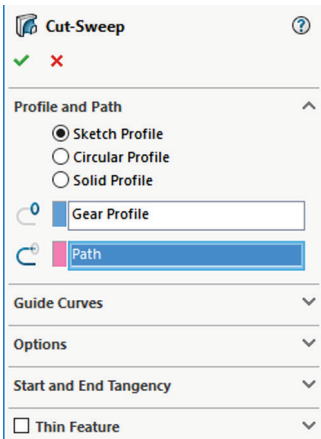 Cut-Sweep
Profile and Path
Sketch Profile
Circular Profile
Solid Profile
Gear Profile
Path
Guide Curves
Options
Start and End Tangency
Thin Feature